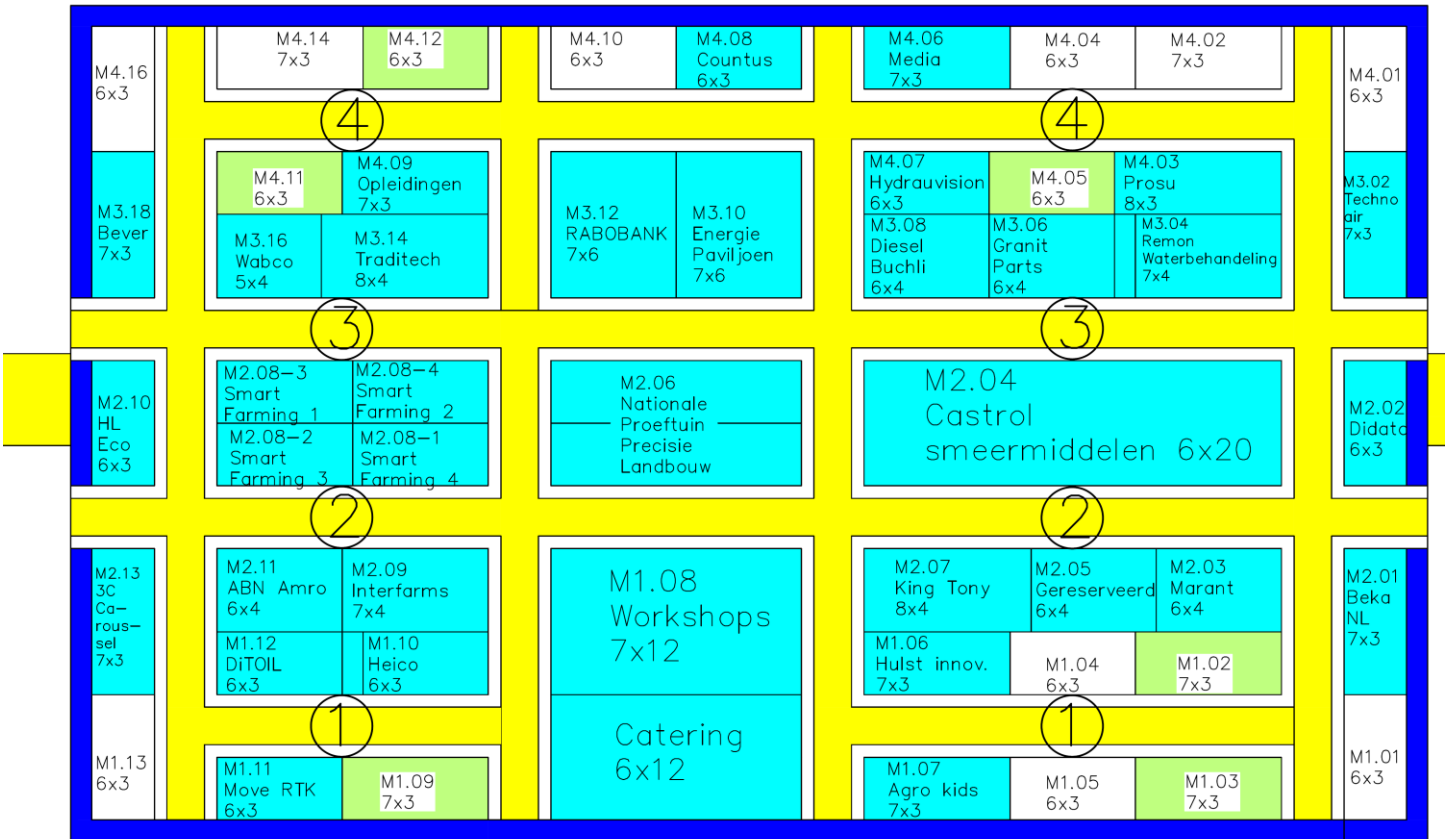 M4.16
6x3
M4.14
7x3
M4.12
6x3
M4.10
6x3
M4.08
Countus
6x3
M4.06
Media
7x3
M4.04
6x3
M4.02
7x3
M4.01
6x3
4
4
M3.18
Bever
7x3
M4.11
6x3
M4.09
Opleidingen
7x3
M3.16
Wabco
5x4
M3.14
Traditech
8x4
M3.12
RABOBANK
7x6
M3.10
Energie
Paviljoen
7x6
M4.07
Hydrauvision
6x3
M4.05
6x3
M4.03
Prosu
8x3
M3.08
Diesel
Buchli
6x4
M3.06
Granit
Parts
6x4
M3.04
Remon
Waterbehandeling
7x4
M3.02
Techno
air
7x3
3
3
M2.10
HL
Eco
6x3
M2.08-3
Smart
Farming 1
M2.08-4
Smart
Farming 2
M2.08-2
Smart
Farming 3
M2.08-1
Smart
Farming 4
M2.06
Nationale
Proeftuin
Precisie
Landbouw
M2.04
Castrol
smeermiddelen 6x20
M2.02
Didata
6x3
2
2
M2.13
3C
Ca-
rous-
sel
7x3
M2.11
ABN Amro
6x4
M2.09
Interfarms
7x4
M1.12
DiTOIL
6x3
M1.10
Heico
6x3
M1.08
Workshops
7x12
M2.07
King Tony
8x4
M2.05
Gereserveerd
6x4
M2.03
Marant
6x4
M1.06
Hulst innov.
7x3
M1.04
6x3
M1.02
7x3
M2.01
Beka
NL
7x3
1
1
M1.13
6x3
M1.11
Move RTK
6x3
M1.09
7x3
Catering
6x12
M1.07
Agro kids
7x3
M1.05
6x3
M1.03
7x3
M1.01
6x3